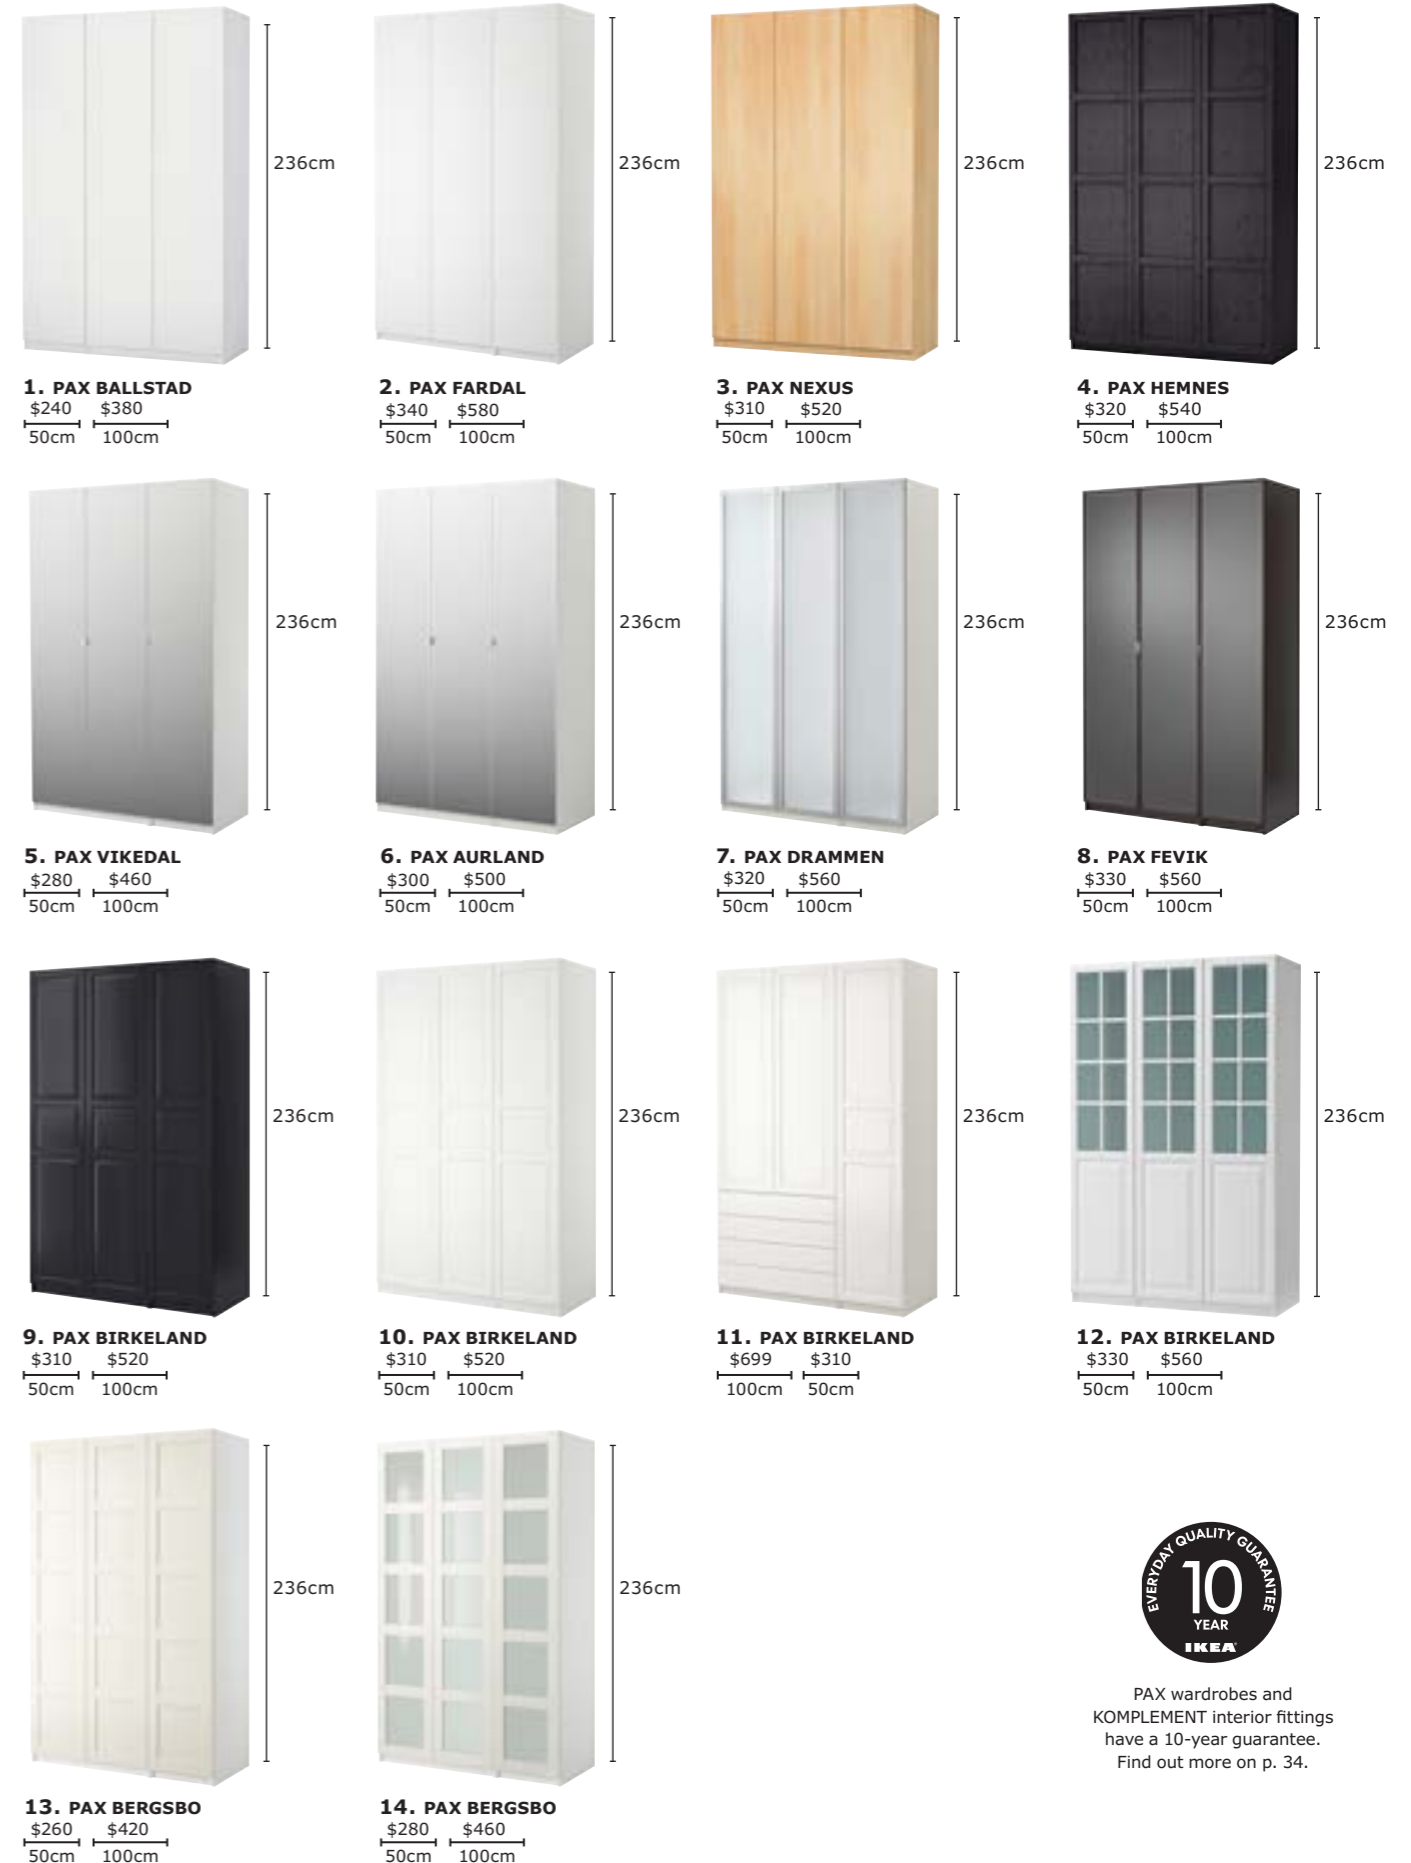 236cm
236cm
236cm
236cm
1. PAX BALLSTAD
$240 $380
50cm 100cm
2. PAX FARDAL
$340 $580
50cm 100cm
3. PAX NEXUS
$310 $520
50cm 100cm
4. PAX HEMNES
$320 $540
50cm 100cm
236cm
236cm
236cm
236cm
5. PAX VIKEDAL
$280 $460
50cm 100cm
6. PAX AURLAND
$300 $500
50cm 100cm
7. PAX DRAMMEN
$320 $560
50cm 100cm
8. PAX FEVIK
$330 $560
50cm 100cm
236cm
236cm
236cm
236cm
9. PAX BIRKELAND
$310 $520
50cm 100cm
10. PAX BIRKELAND
$310 $520
50cm 100cm
11. PAX BIRKELAND
$699 $310
100cm 50cm
12. PAX BIRKELAND
$330 $560
50cm 100cm
236cm
236cm
13. PAX BERGSBO
$260 $420
50cm 100cm
14. PAX BERGSBO
$280 $460
50cm 100cm
EVERYDAY QUALITY GUARANTEE
10
YEAR
IKEA
PAX wardrobes and
KOMPLEMENT interior fittings
have a 10-year guarantee.
Find out more on p. 34.